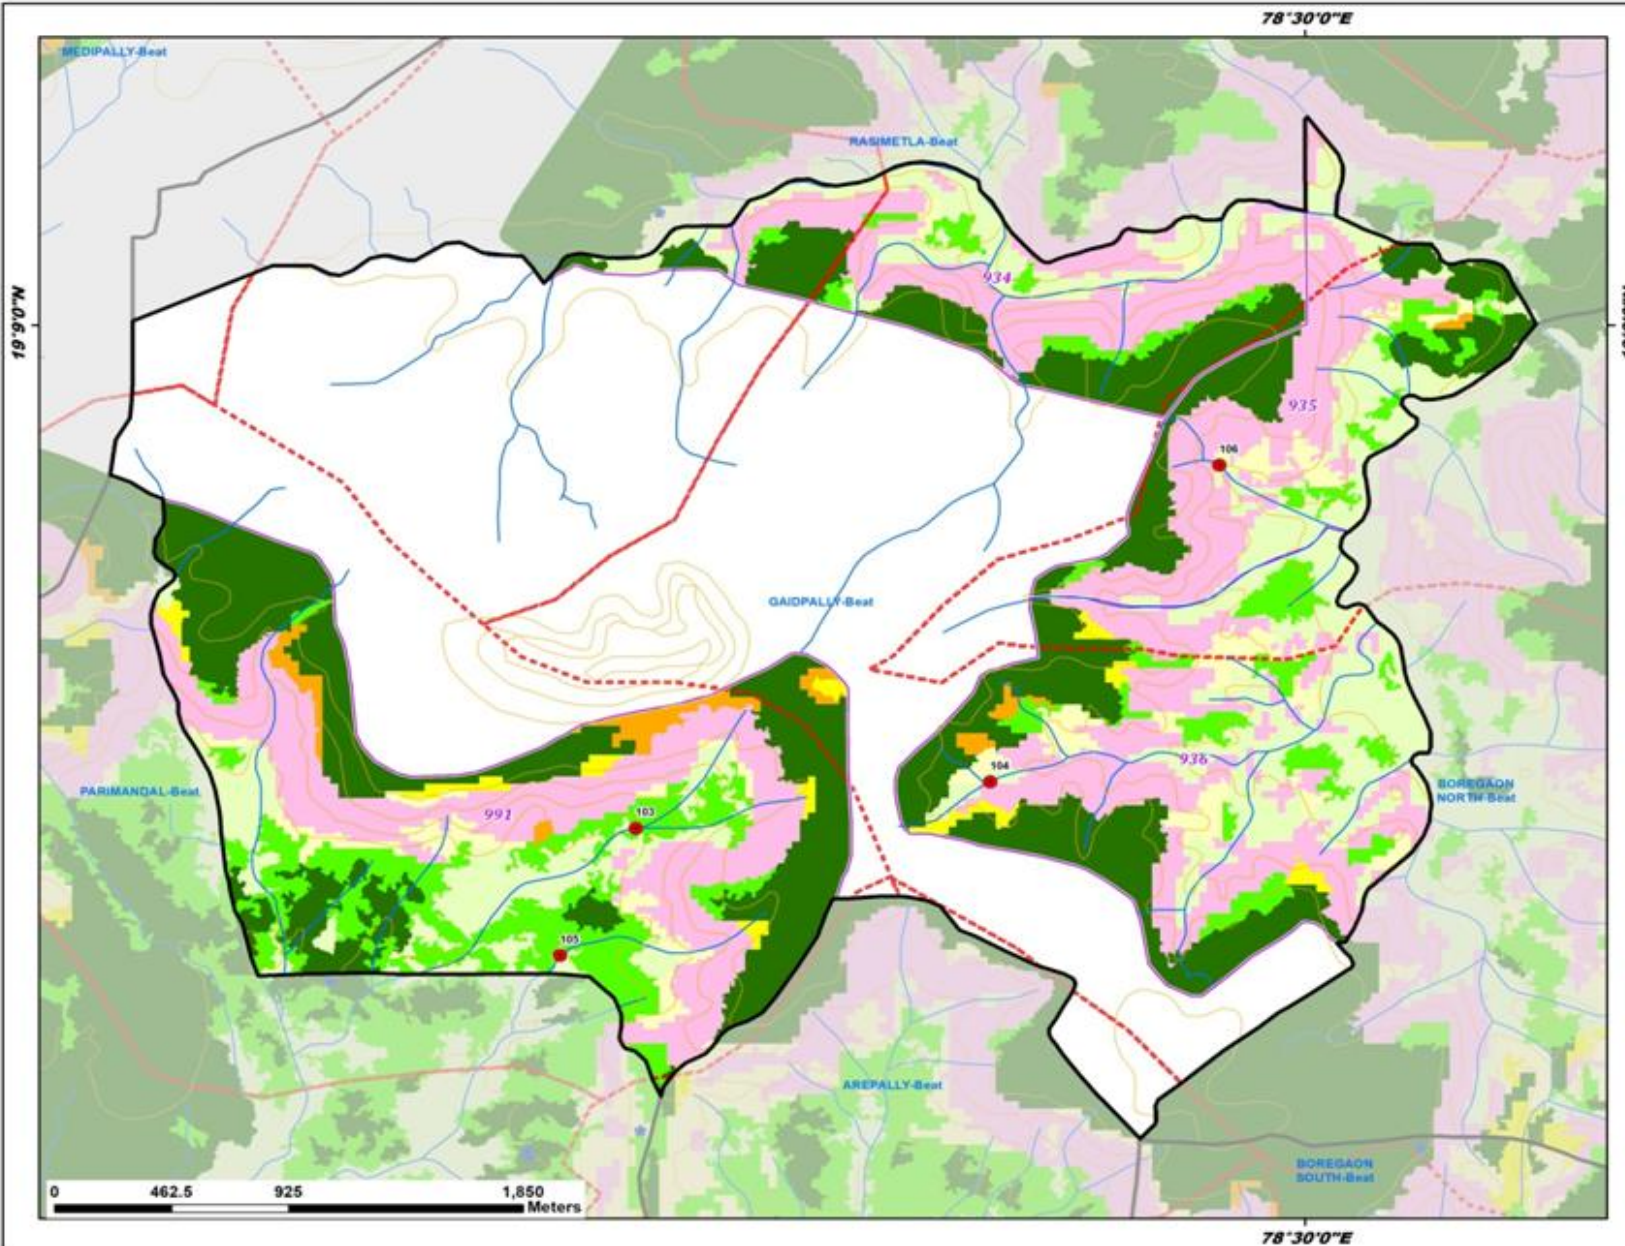 78°30'0"E
MEDIPALLY-Beat
RASIMETLA-Beat
934
19°9'0"N
935
106
GAIDPALLY-Beat
936
104
PARIMANDAL-Beat
BOREGAON
NORTH-Beat
991
103
105
AREPALLY-Beat
BOREGAON
SOUTH-Beat
0 462.5 925 1,850
Meters
78°30'0"E